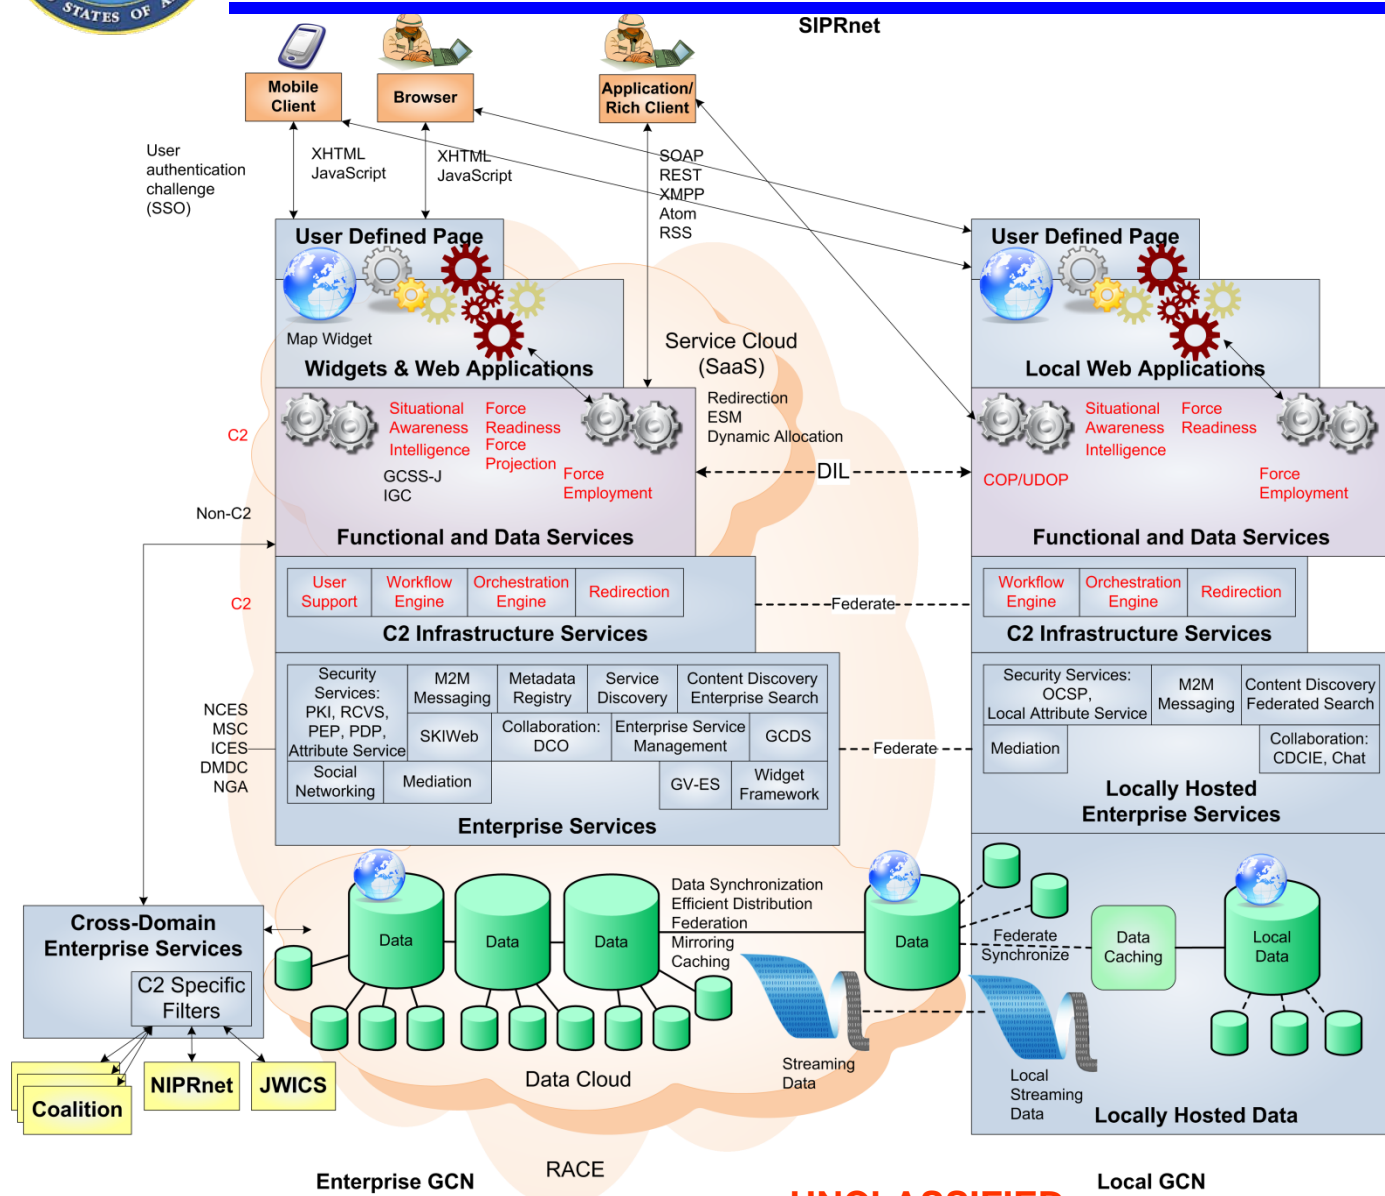 STATES OF A
SIPRnet
Mobile
Client
Browser
Application/
Rich Client
User
authentication
challenge
(SSO)
XHTML
JavaScript
XHTML
JavaScript
SOAP
REST
XMPP
Atom
RSS
User Defined Page
Map Widget
Widgets & Web Applications
Service Cloud
(SaaS)
Redirection
ESM
Dynamic Allocation
User Defined Page
Local Web Applications
C2
Non-C2
Situational
Awareness
Intelligence
Force
Readiness
Force
Projection
GCSS-J
IGC
Force
Employment
Functional and Data Services
DIL
Situational
Awareness
Intelligence
Force
Readiness
COP/UDOP
Force
Employment
Functional and Data Services
C2
User
Support
Workflow
Engine
Orchestration
Engine
Redirection
C2 Infrastructure Services
Federate
Workflow
Engine
Orchestration
Engine
Redirection
C2 Infrastructure Services
NCES
MSC
ICES
DMDC
NGA
Security
Services:
PKI, RCVS,
PEP, PDP,
Attribute Service
M2M
Messaging
Metadata
Registry
Service
Discovery
Content Discovery
Enterprise Search
SKIWeb
Collaboration:
DCO
Enterprise Service
Management
GCDS
Social
Networking
Mediation
GV-ES
Widget
Framework
Enterprise Services
Federate
Security Services:
OCSP,
Local Attribute Service
M2M
Messaging
Content Discovery
Federated Search
Mediation
Collaboration:
CDCIE, Chat
Locally Hosted
Enterprise Services
Cross-Domain
Enterprise Services
C2 Specific
Filters
Coalition
NIPRnet
JWICS
Data
Data
Data
Data Synchronization
Efficient Distribution
Federation
Mirroring
Caching
Data
Data Cloud
Streaming
Data
Federate
Synchronize
Data
Caching
Local
Data
Local
Streaming
Data
Locally Hosted Data
RACE
Enterprise GCN
Local GCN
UNCLASSIFIED